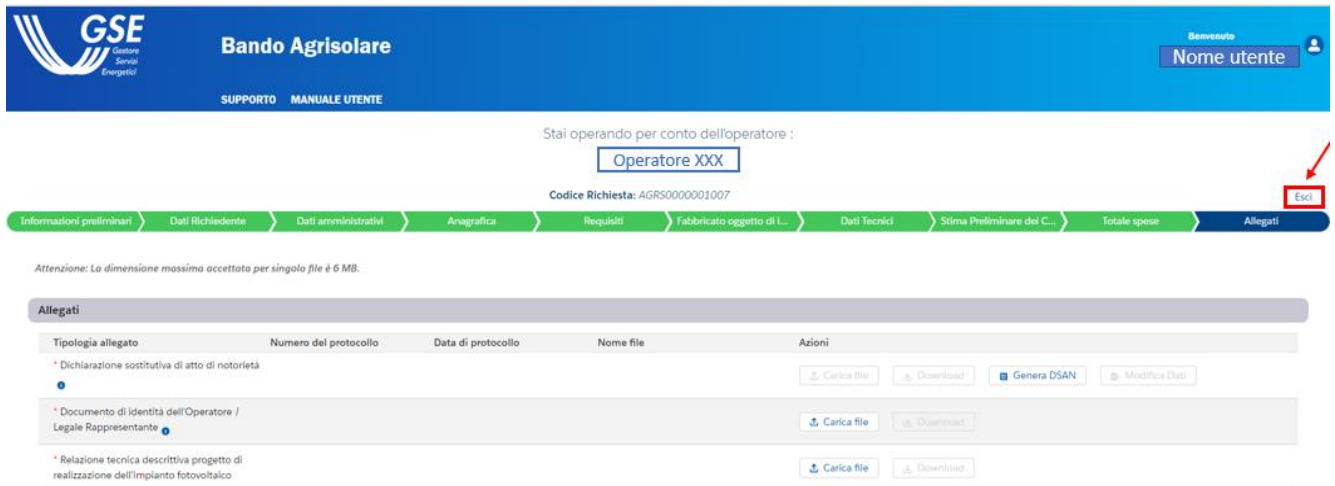 GSE
Gestore
Servizi
Energetici
Bando Agrisolare
Benvenuto
Nome utente
SUPPORTO MANUALE UTENTE
Stai operando per conto dell'operatore :
Operatore XXX
Codice Richiesta: AGRS0000001007
Esci
Informazioni preliminari Dati Richiedente Dati amministrativi Anagrafica Requisiti Fabbricato oggetto di I... Dati Tecnici Stima Preliminare dei C... Totale spese Allegati
Attenzione: La dimensione massima accettata per singolo file è 6 MB.
Allegati
Tipologia allegato Numero del protocollo Data di protocollo Nome file Azioni
* Dichiarazione sostitutiva di atto di notorietà
Carica file Download Genera DSAN Modifica Dati
* Documento di identità dell'Operatore /
Legale Rappresentante
Carica file Download
* Relazione tecnica descrittiva progetto di
realizzazione dell'impianto fotovoltaico
Carica file Download